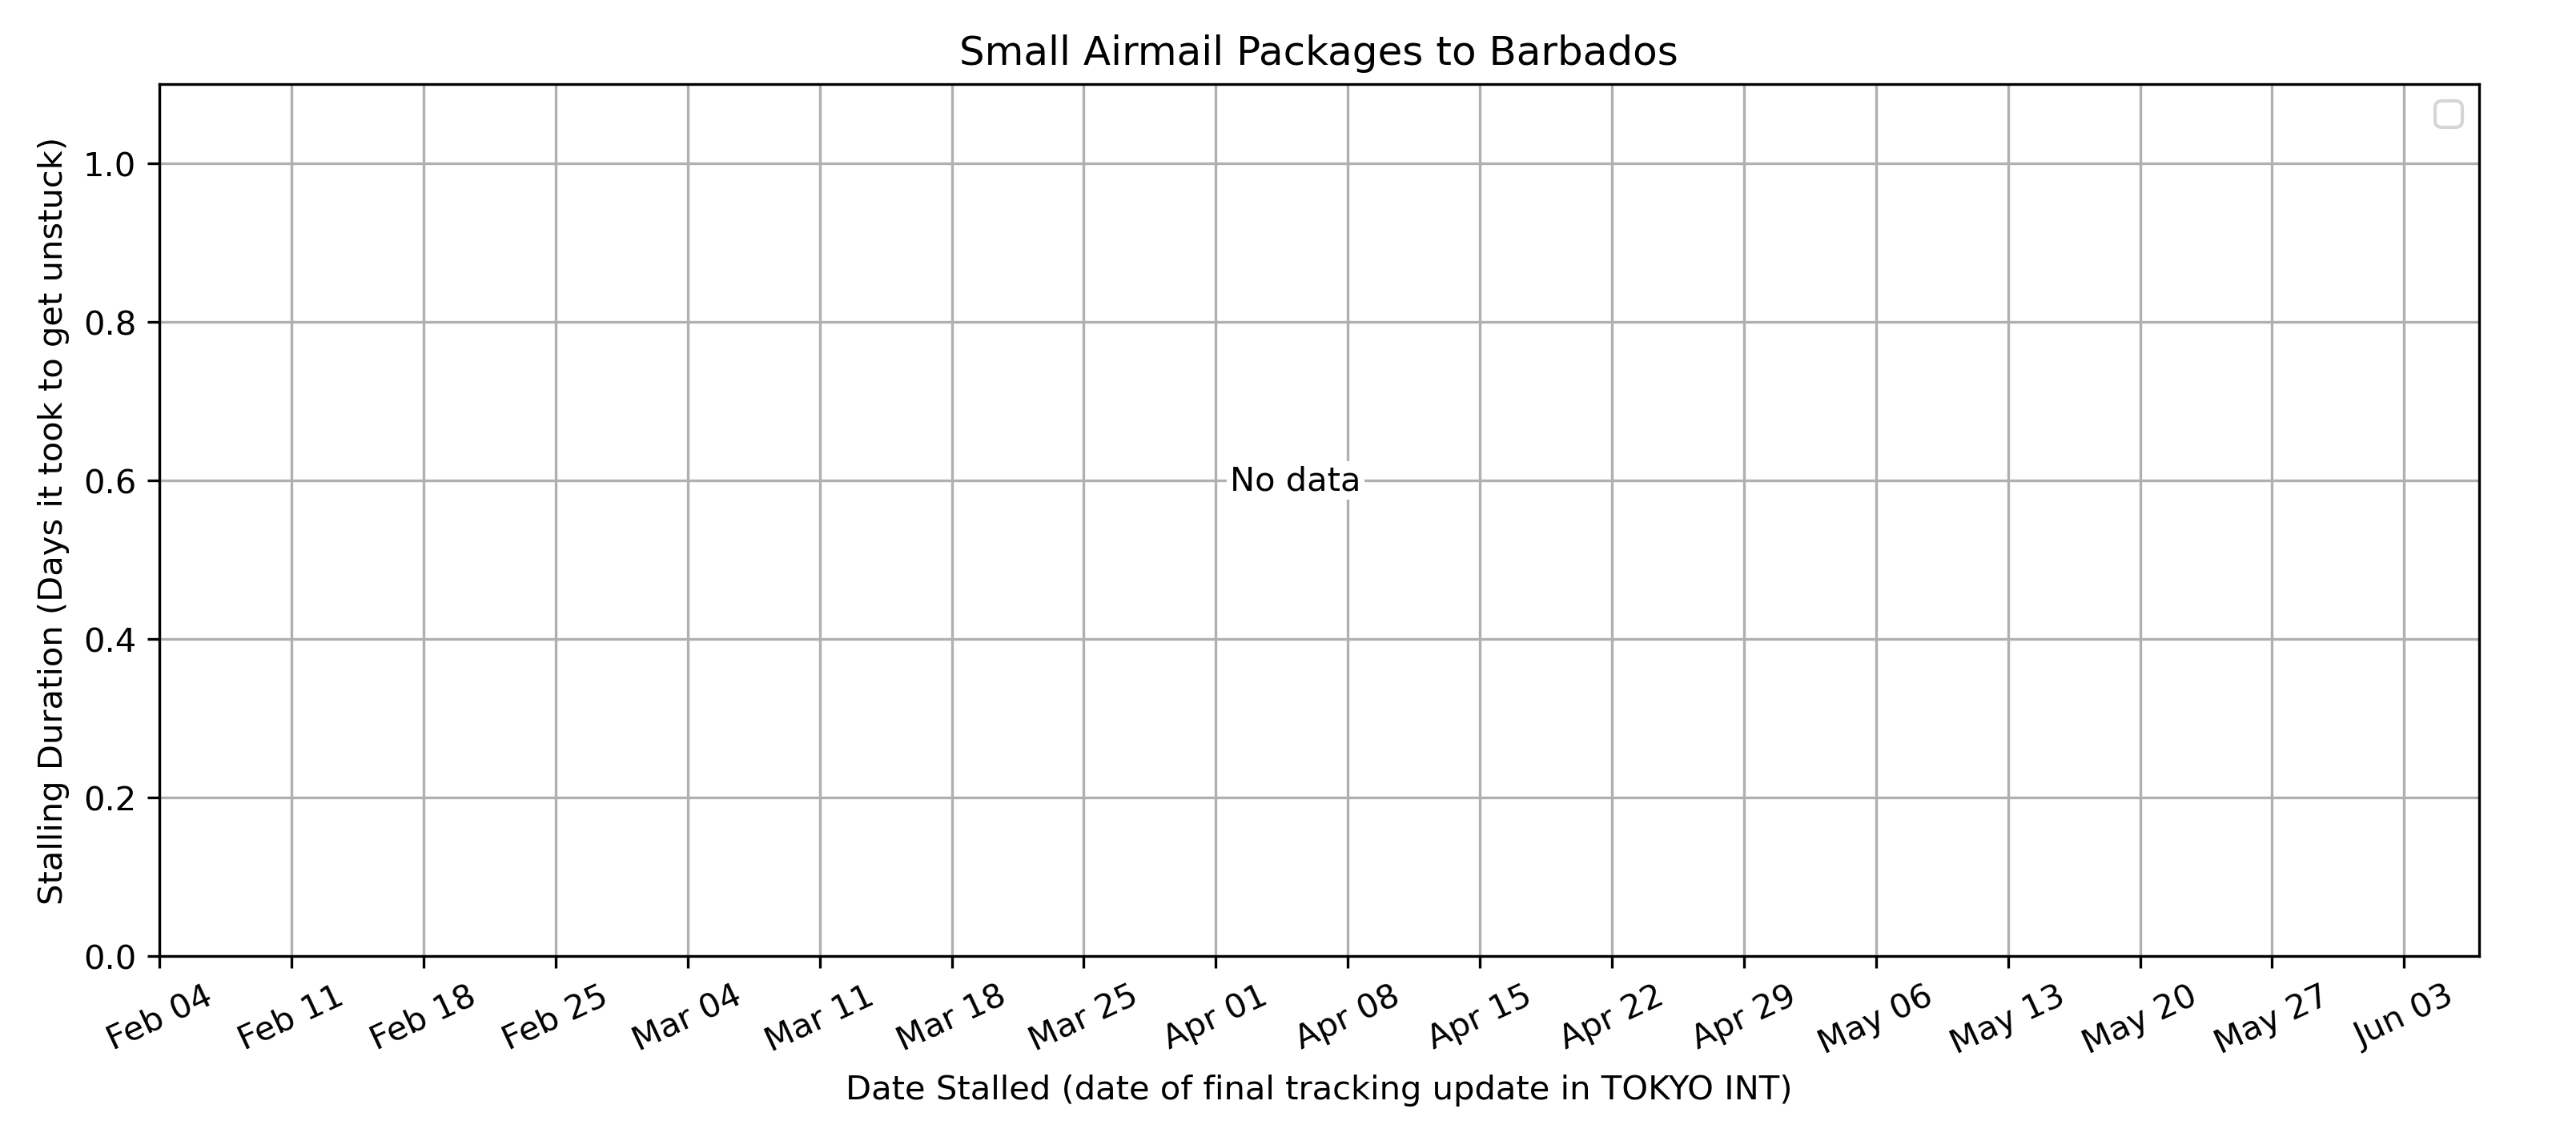 Small Airmail Packages to Barbados
Stalling Duration (Days it took to get unstuck)
1.0
0.8
0.6
0.4
0.2
0.0
No data
Feb 04 Feb 11 Feb 18 Feb 25 Mar 04 Mar 11 Mar 18 Mar 25 Apr 01 Apr 08 Apr 15 Apr 22 Apr 29 May 06 May 13 May 20 May 27 Jun 03
Date Stalled (date of final tracking update in TOKYO INT)